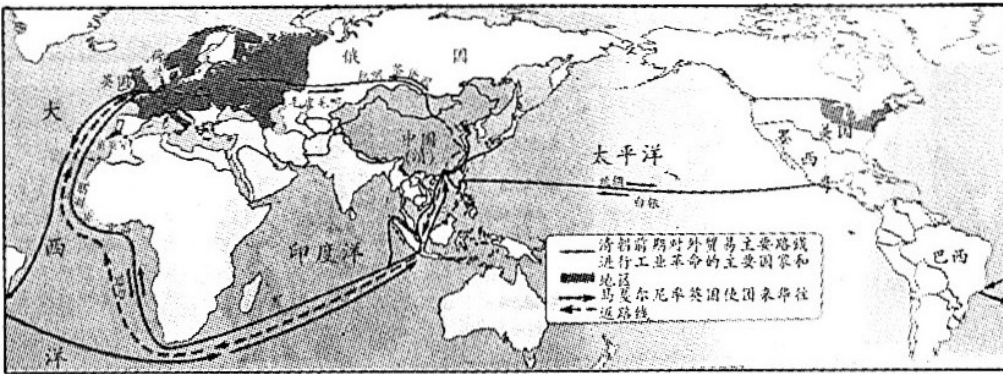 俄 国
英国
大
中国
太平洋
美国
墨
西
丝绸
白银
西
印度洋
巴西
洋
清朝前期对外贸易主要路线
进行工业革命的主要国家和
地区
马戛尔尼率英国使团来华往
返路线